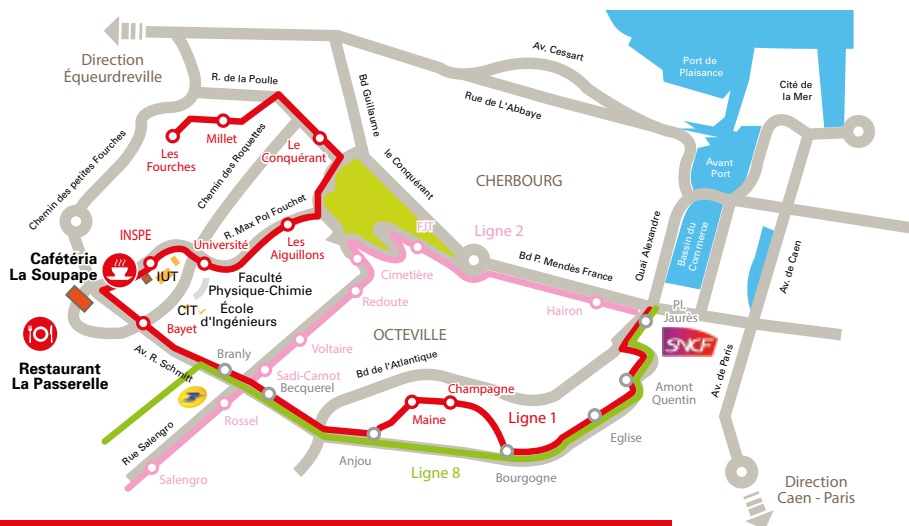 Direction
Équeurdreville
R. de la Poulle
Bd Guillaume
le Conquérant
Av. Cessart
Rue de L'Abbaye
Port de
Plaisance
Cité de
la Mer
Avant
Port
Millet
Les
Fourches
Le
Conquérant
Chemin des Roquettes
Chemin des petites Fourches
CHERBOURG
Ligne 2
FJT
R. Max Pol Fouchet
INSPE
Université
Les
Aiguillons
Cafétéria
La Soupape
IUT
Faculté
Physique-Chimie
CIT
École
d'Ingénieurs
Bayet
Cimetière
Redoute
Bd P. Mendès France
Quai Alexandre
Bassin du
Commerce
Av. de Caen
Hairon
Pl.
Jaurès
SNCF
Restaurant
La Passerelle
Av. R. Schmitt
OCTEVILLE
Voltaire
Branly
Sadi-Carnot
Becquerel
Bd de l'Atlantique
Champagne
Maine
Ligne 1
Amont
Quentin
Av. de Paris
Rossel
Rue Salengro
Salengro
Anjou
Ligne 8
Bourgogne
Eglise
Direction
Caen - Paris